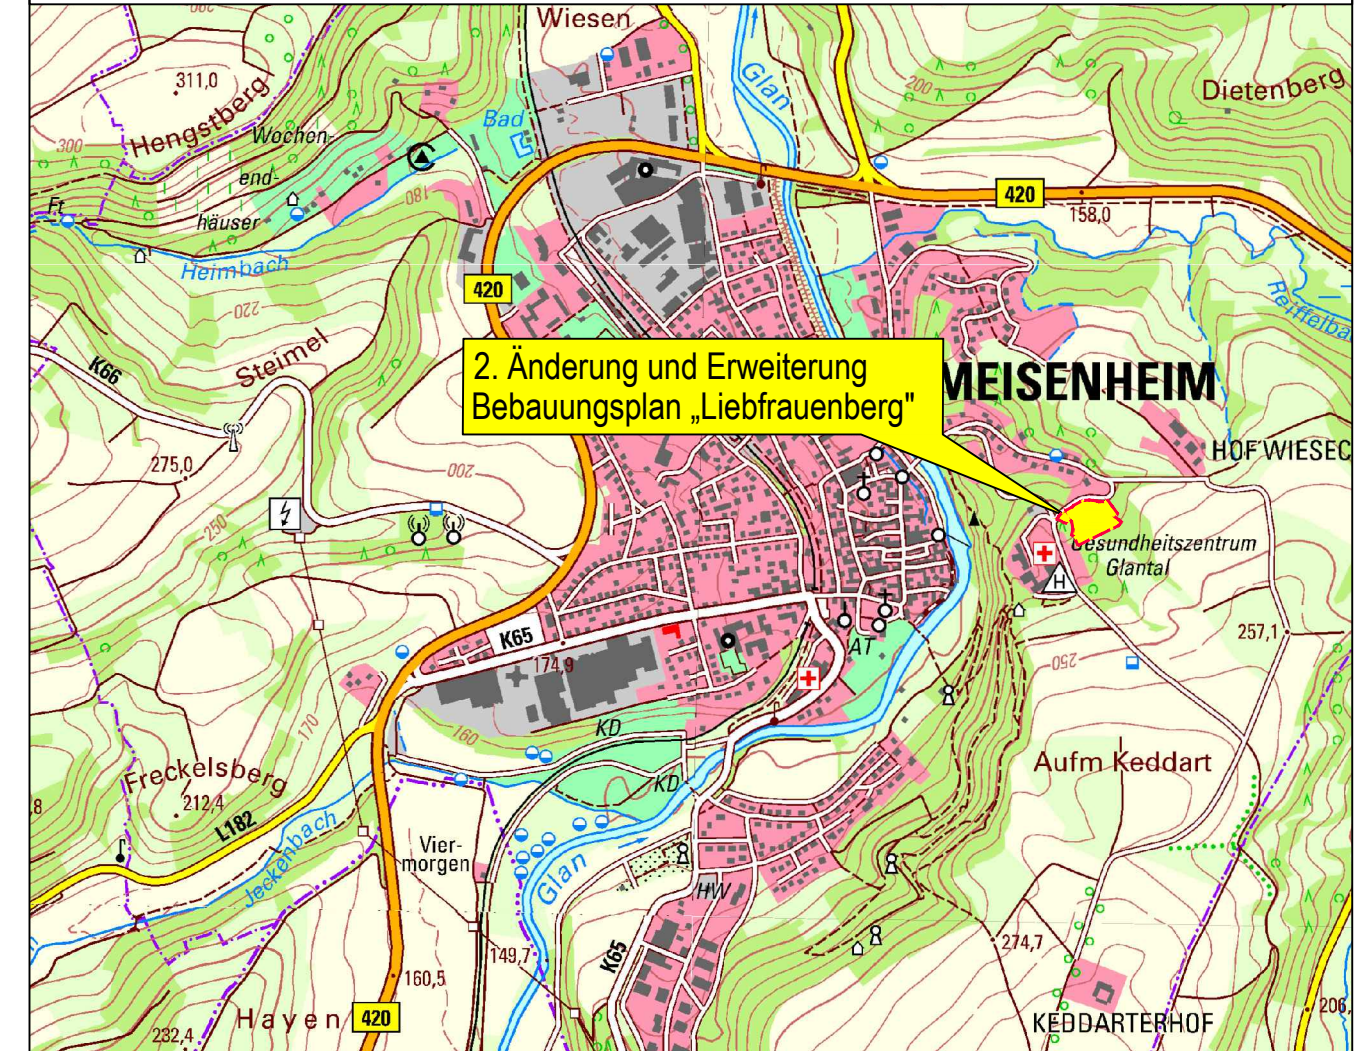 Wiesen
311,0
Hengstberg
300
Wochen-
end-
häuser
Bad
Glan
200
Dietenberg
420
158,0
Ft
180
Heimbach
220
420
Reiffelba
K66
Steimel
2. Änderung und Erweiterung
Bebauungsplan „Liebfrauenberg"
MEISENHEIM
HOF WIESEC
275,0
200
250
Gesundheitszentrum
Glantal
H
K65
174,9
AT
257,1
250
170
160
KD
KD
Aufm Keddart
Freckelsberg
212,4
L182
,8
Jeckenbach
Vier-
morgen
Glan
HW
K65
149,7
160,5
274,7
Hayen
420
232,4
KEDDARTERHOF
206,